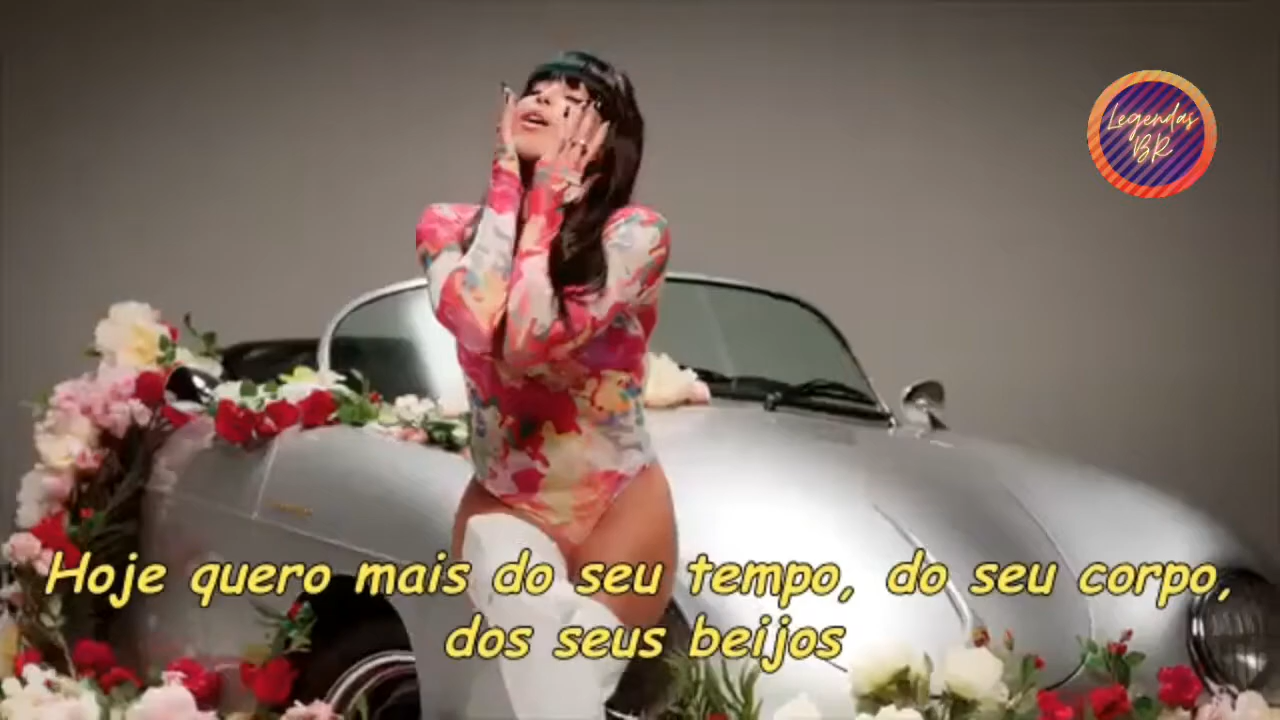 Legendas
BR
Hoje quero mais do seu tempo, do seu corpo,
dos seus beijos